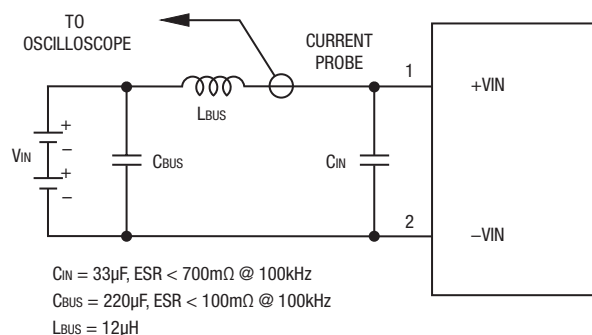 TO
OSCILLOSCOPE
CURRENT
PROBE
LBUS
1
+VIN
+
−
VIN
+
−
CBUS
CIN
2
−VIN
CIN = 33µF, ESR < 700mΩ @ 100kHz
CBUS = 220µF, ESR < 100mΩ @ 100kHz
LBUS = 12µH